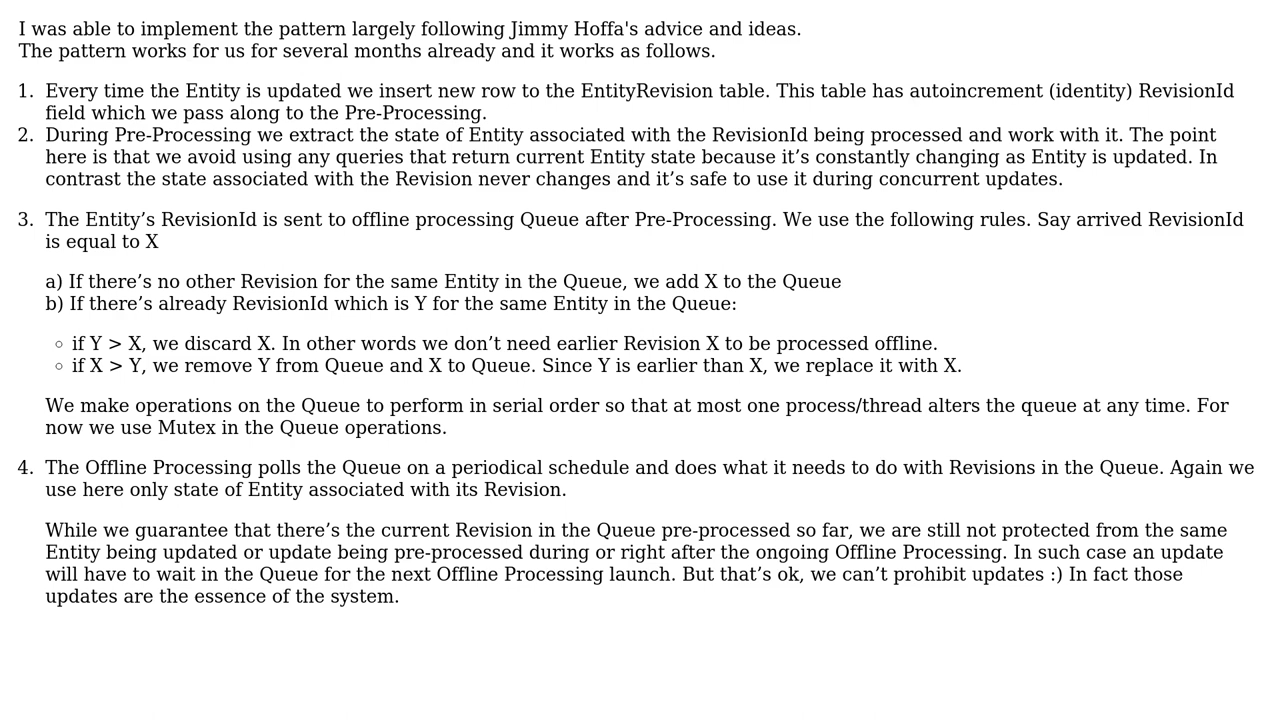 I was able to implement the pattern largely following Jimmy Hoffa's advice and ideas.
The pattern works for us for several months already and it works as follows.
1. Every time the Entity is updated we insert new row to the EntityRevision table. This table has autoincrement (identity) RevisionId
field which we pass along to the Pre-Processing.
2. During Pre-Processing we extract the state of Entity associated with the RevisionId being processed and work with it. The point
here is that we avoid using any queries that return current Entity state because it’s constantly changing as Entity is updated. In
contrast the state associated with the Revision never changes and it’s safe to use it during concurrent updates.
3. The Entity’s RevisionId is sent to offline processing Queue after Pre-Processing. We use the following rules. Say arrived RevisionId
is equal to X
a) If there’s no other Revision for the same Entity in the Queue, we add X to the Queue
b) If there’s already RevisionId which is Y for the same Entity in the Queue:
◦ if Y > X, we discard X. In other words we don’t need earlier Revision X to be processed offline.
◦ if X > Y, we remove Y from Queue and X to Queue. Since Y is earlier than X, we replace it with X.
We make operations on the Queue to perform in serial order so that at most one process/thread alters the queue at any time. For
now we use Mutex in the Queue operations.
4. The Offline Processing polls the Queue on a periodical schedule and does what it needs to do with Revisions in the Queue. Again we
use here only state of Entity associated with its Revision.
While we guarantee that there’s the current Revision in the Queue pre-processed so far, we are still not protected from the same
Entity being updated or update being pre-processed during or right after the ongoing Offline Processing. In such case an update
will have to wait in the Queue for the next Offline Processing launch. But that’s ok, we can’t prohibit updates :) In fact those
updates are the essence of the system.